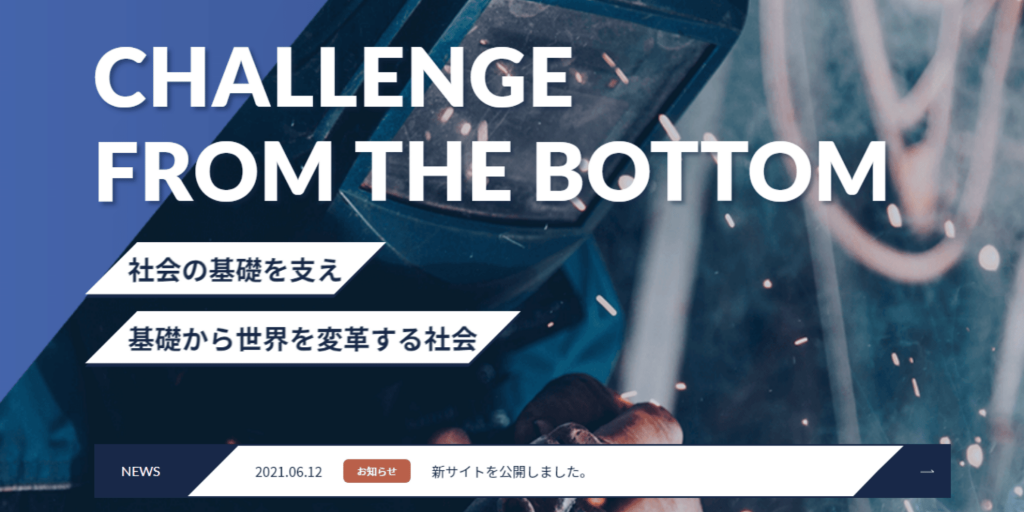 CHALLENGE
FROM THE BOTTOM
社会の基礎を支え
基礎から世界を変革する社会
NEWS 2021.06.12 お知らせ 新サイトを公開しました。